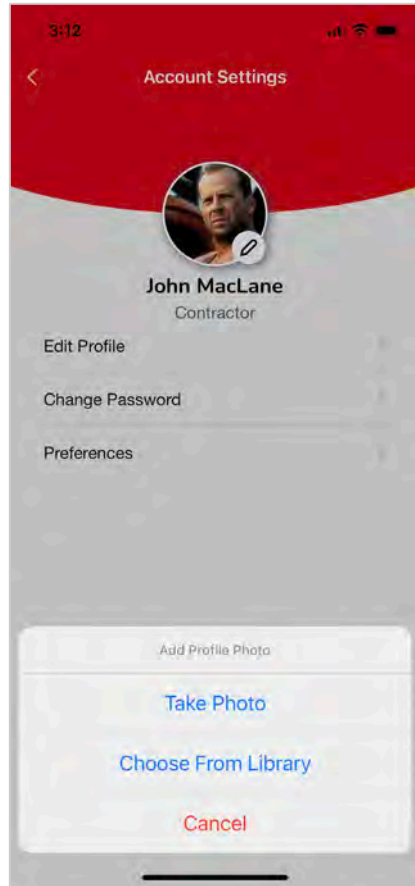 3:12
Account Settings
John MacLane
Contractor
Edit Profile
Change Password
Preferences
Add Profile Photo
Take Photo
Choose From Library
Cancel